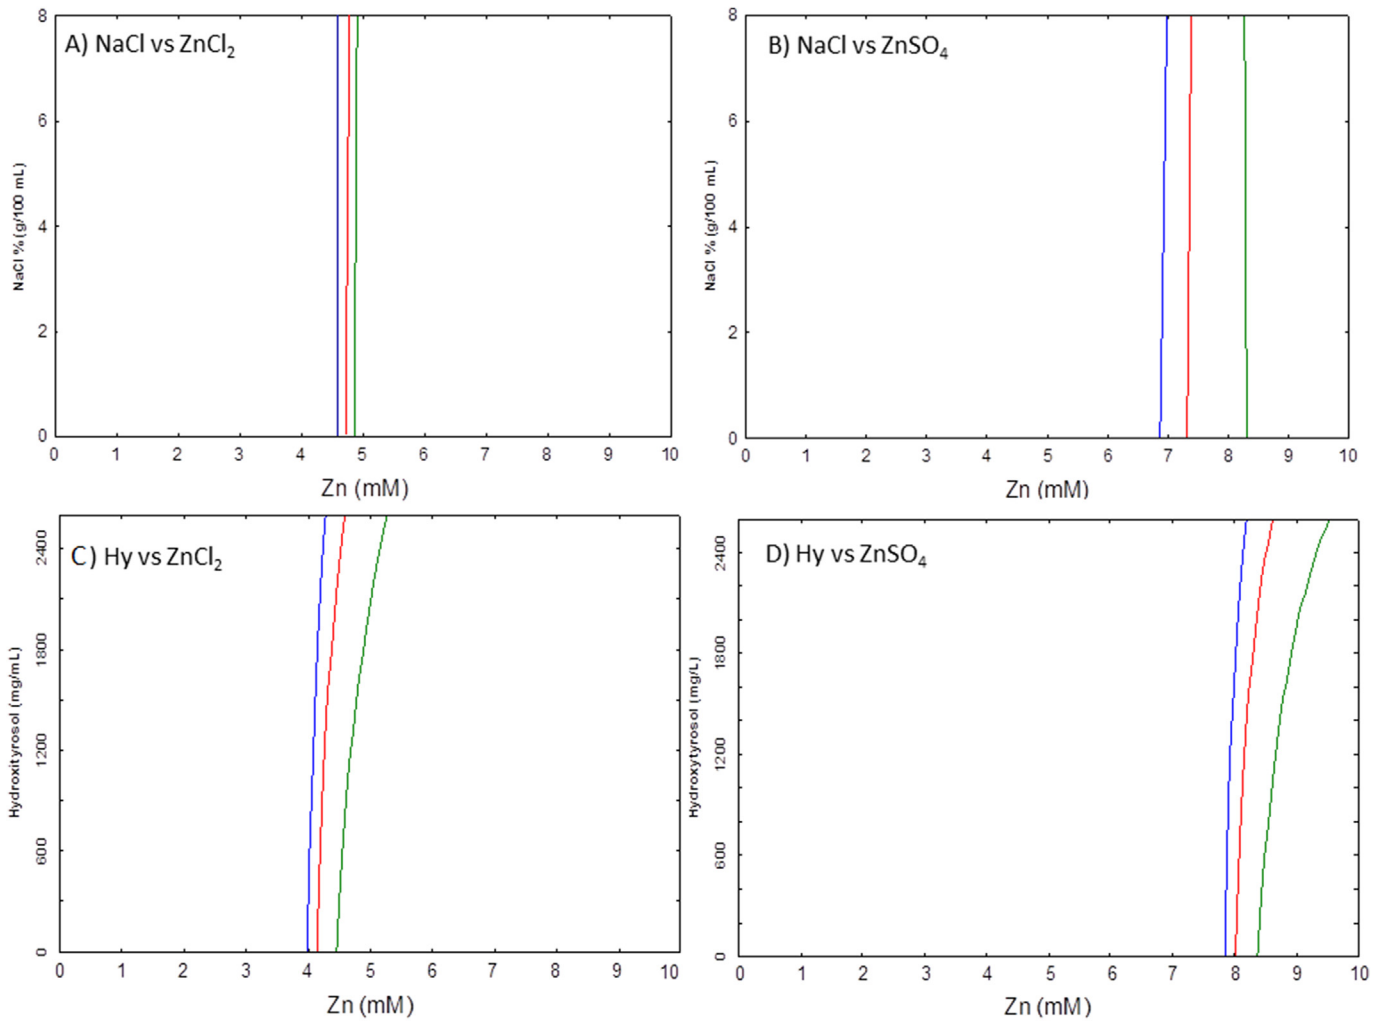 A) NaCl vs ZnCl2
8
6
4
2
0
NaCl % (g/100 mL)
0 1 2 3 4 5 6 7 8 9 10
Zn (mM)
B) NaCl vs ZnSO4
8
6
4
2
0
NaCl % (g/100 mL)
0 1 2 3 4 5 6 7 8 9 10
Zn (mM)
C) Hy vs ZnCl2
2400
1800
1200
600
0
Hydroxityrosol (mg/mL)
0 1 2 3 4 5 6 7 8 9 10
Zn (mM)
D) Hy vs ZnSO4
2400
1800
1200
600
0
Hydroxytyrosol (mg/L)
0 1 2 3 4 5 6 7 8 9 10
Zn (mM)